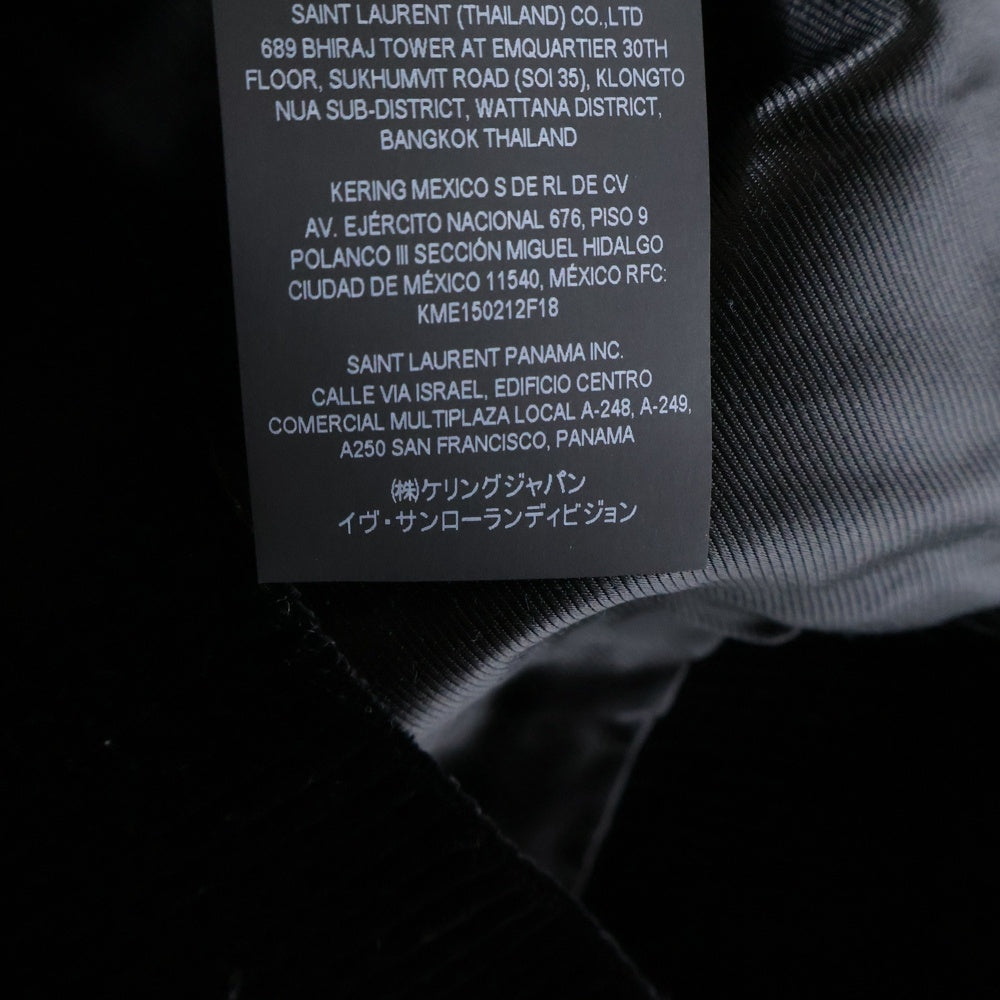 SAINT LAURENT (THAILAND) CO.,LTD
689 BHIRAJ TOWER AT EMQUARTIER 30TH
FLOOR, SUKHUMVIT ROAD (SOI 35), KLONGTO
NUA SUB-DISTRICT, WATTANA DISTRICT,
BANGKOK THAILAND
KERING MEXICO S DE RL DE CV
AV. EJÉRCITO NACIONAL 676, PISO 9
POLANCO III SECCIÓN MIGUEL HIDALGO
CIUDAD DE MÉXICO 11540, MÉXICO RFC:
KME150212F18
SAINT LAURENT PANAMA INC.
CALLE VIA ISRAEL, EDIFICIO CENTRO
COMERCIAL MULTIPLAZA LOCAL A-248, A-249,
A250 SAN FRANCISCO, PANAMA
(株)ケリングジャパン
イヴ・サンローランディビジョン